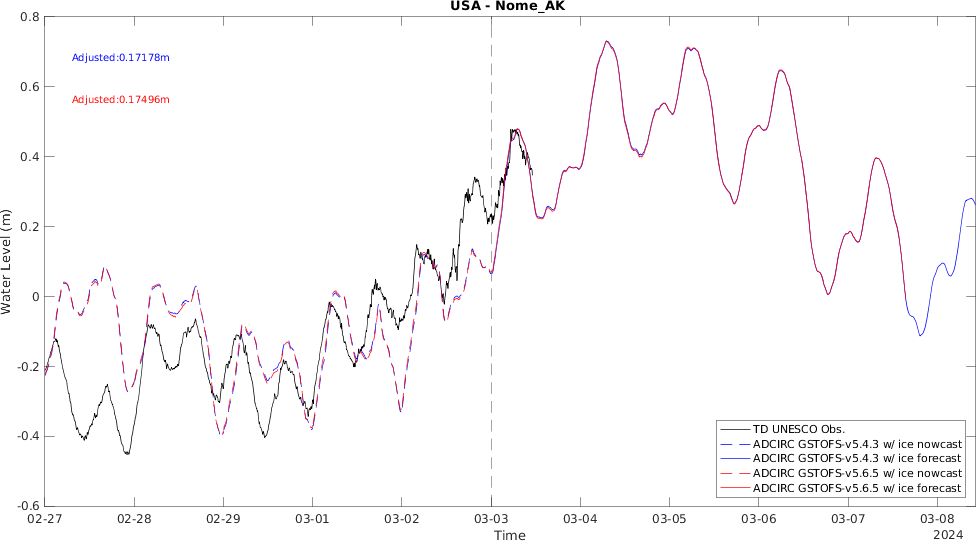 USA - Nome_AK
Adjusted:0.17178m
Adjusted:0.17496m
Water Level (m)
0.8
0.6
0.4
0.2
0
-0.2
-0.4
-0.6
TD UNESCO Obs.
ADCIRC GSTOFS-v5.4.3 w/ ice nowcast
ADCIRC GSTOFS-v5.4.3 w/ ice forecast
ADCIRC GSTOFS-v5.6.5 w/ ice nowcast
ADCIRC GSTOFS-v5.6.5 w/ ice forecast
02-27 02-28 02-29 03-01 03-02 03-03 03-04 03-05 03-06 03-07 03-08
Time
2024